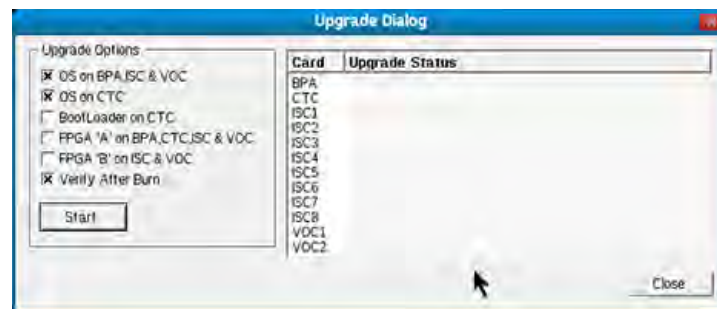 Upgrade Dialog
Upgrade Options
OS on BPA,ISC & VOC
OS on CTC
BootLoader on CTC
FPGA 'A' on BPA,CTC,ISC & VOC
FPGA 'B' on ISC & VOC
Verify After Burn
Start
Card Upgrade Status
BPA
CTC
ISC1
ISC2
ISC3
ISC4
ISC5
ISC6
ISC7
ISC8
VOC1
VOC2
Close